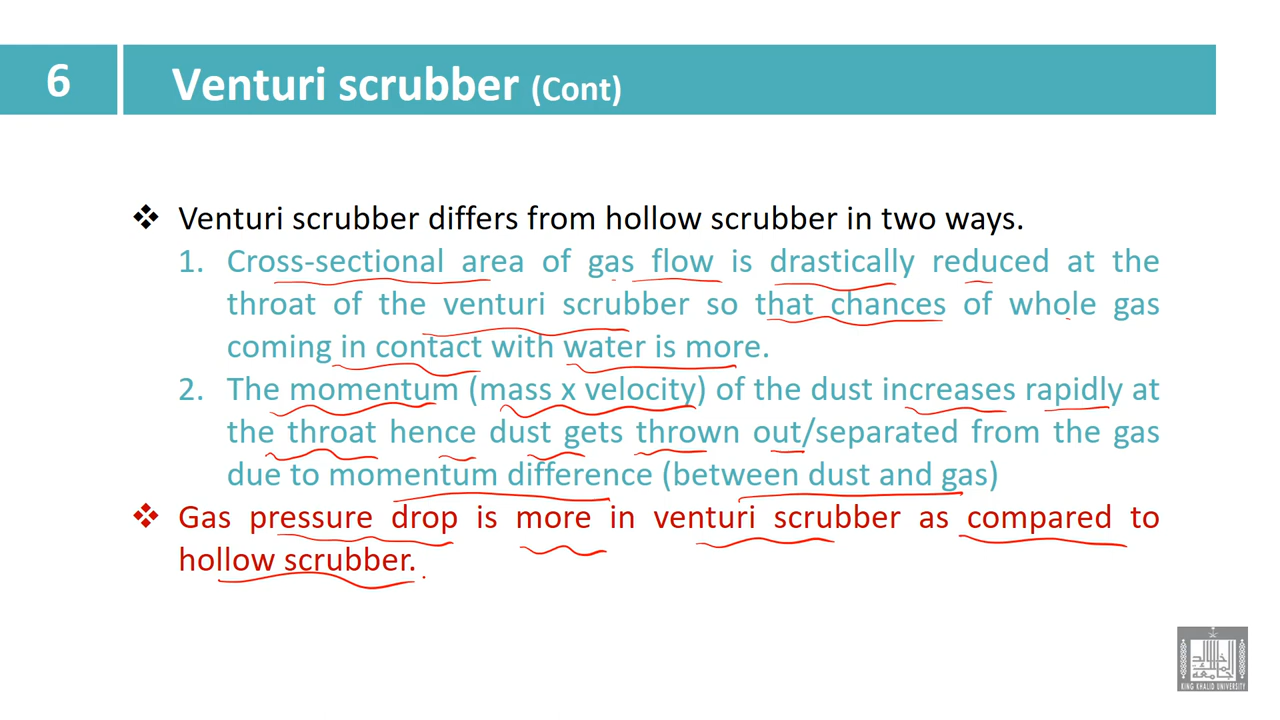 6
Venturi scrubber (Cont)
❖ Venturi scrubber differs from hollow scrubber in two ways.
1. Cross-sectional area of gas flow is drastically reduced at the
throat of the venturi scrubber so that chances of whole gas
coming in contact with water is more.
2. The momentum (mass x velocity) of the dust increases rapidly at
the throat hence dust gets thrown out/separated from the gas
due to momentum difference (between dust and gas)
❖ Gas pressure drop is more in venturi scrubber as compared to
hollow scrubber.
KING KHALID UNIVERSITY